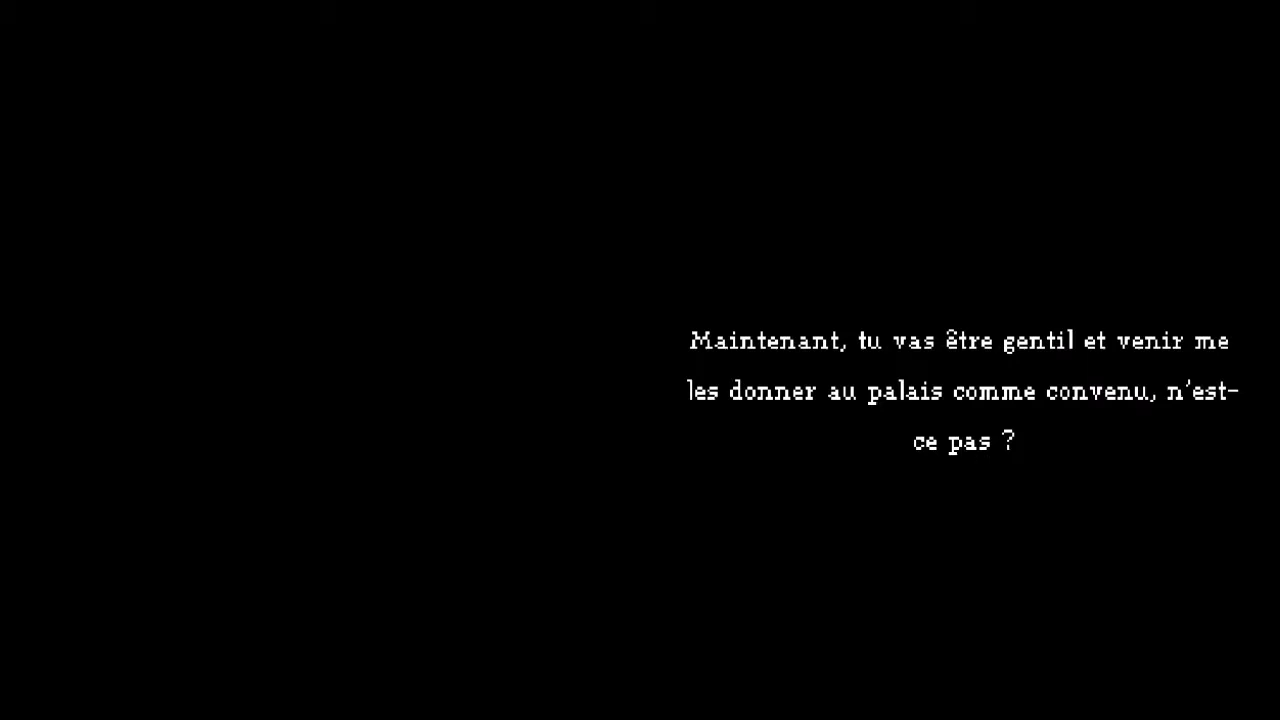 Maintenant, tu vas être gentil et venir me
les donner au palais comme convenu, n'est-
ce pas ?